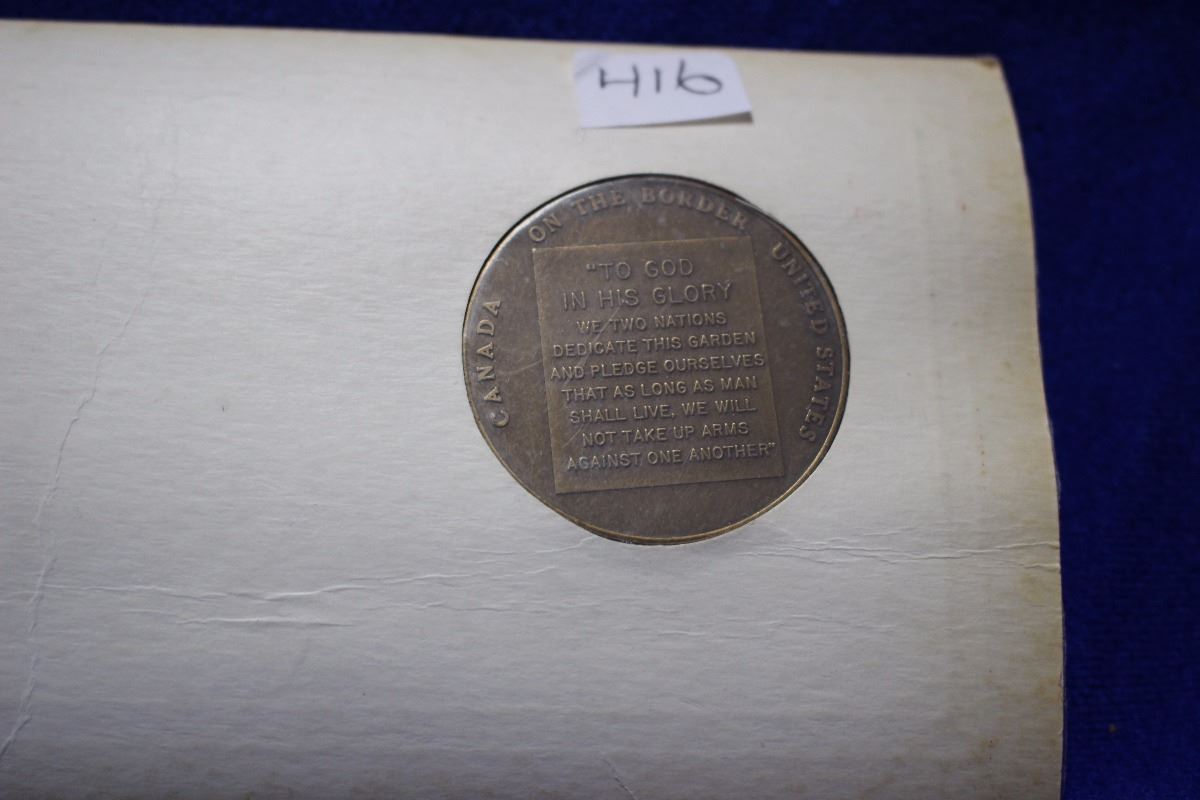 416
CANADA ON THE BORDER UNITED STATES
"TO GOD
IN HIS GLORY
WE TWO NATIONS
DEDICATE THIS GARDEN
AND PLEDGE OURSELVES
THAT AS LONG AS MAN
SHALL LIVE, WE WILL
NOT TAKE UP ARMS
AGAINST ONE ANOTHER"